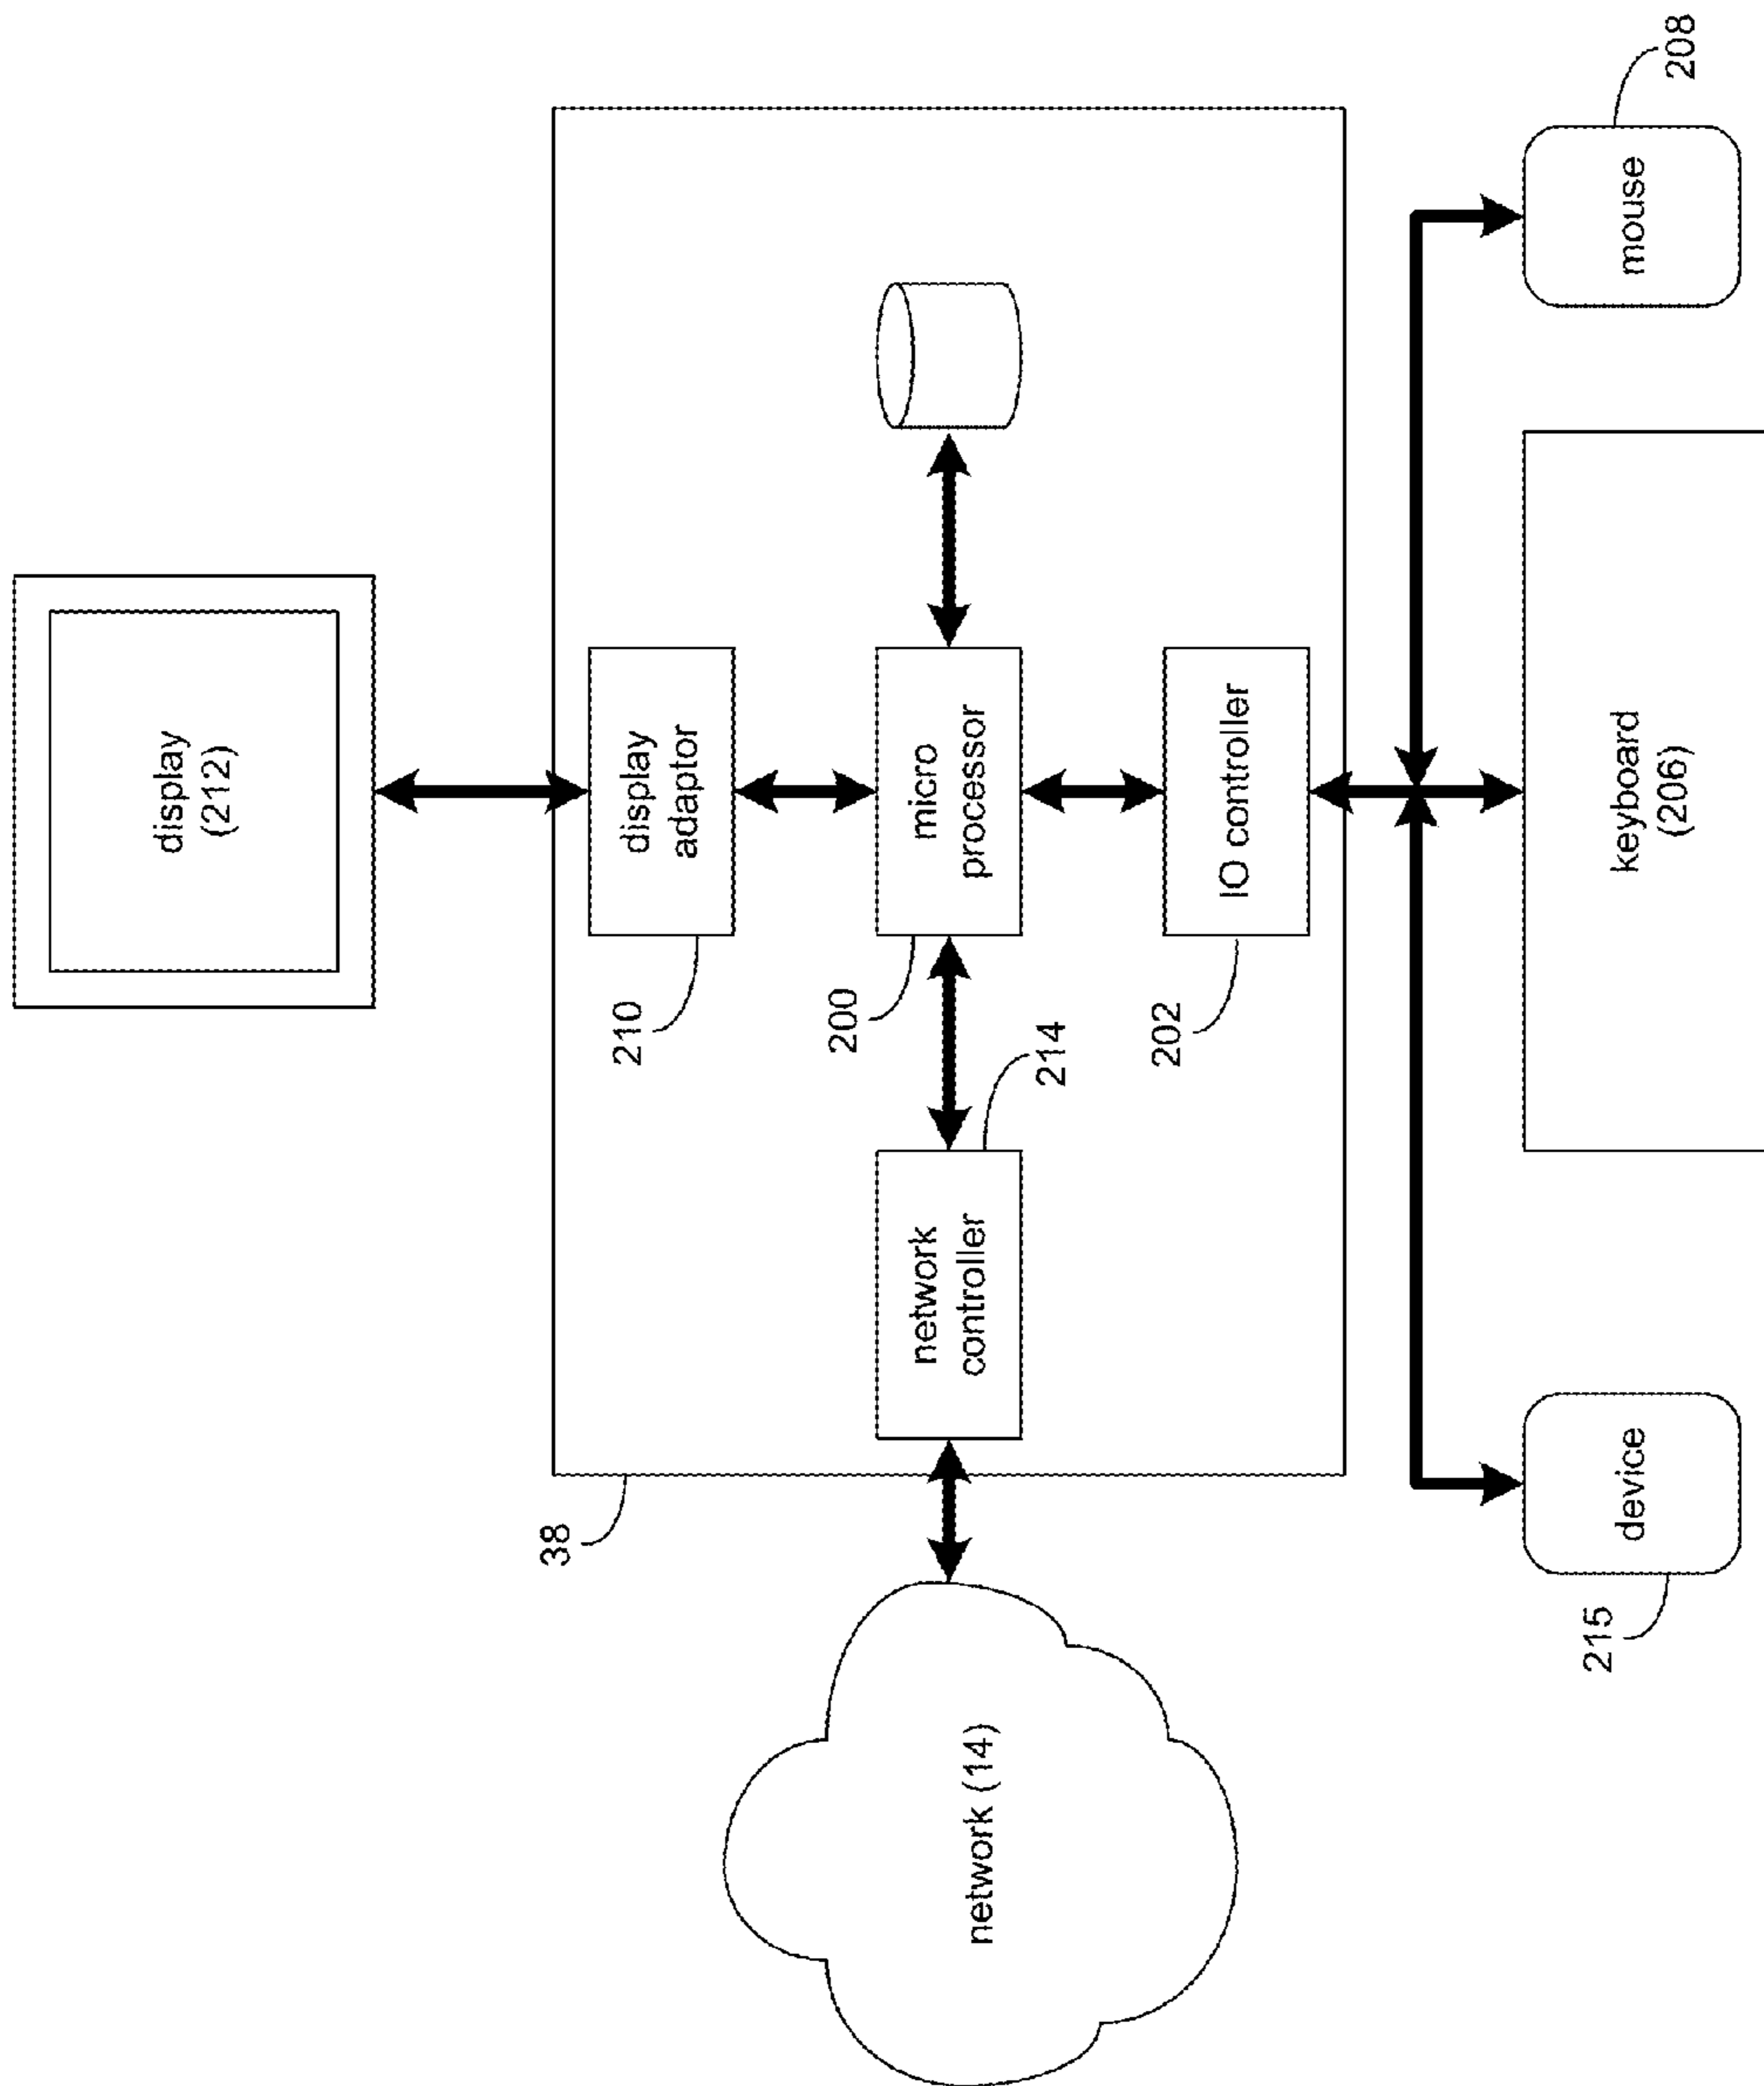 display
(212)
display
adaptor
210
micro
processor
200
network
controller
214
IO controller
202
38
network (14)
208
mouse
keyboard
(206)
device
215